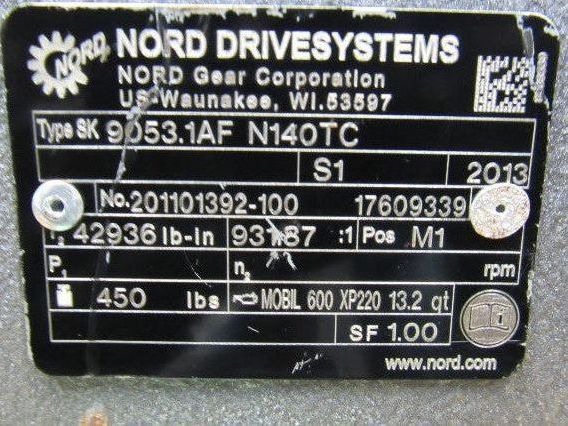 NORD NORD DRIVESYSTEMS
NORD Gear Corporation
US-Waunakee, WI.53597
Type SK 9053.1AF N140TC
S1 2013
No.201101392-100 17609339
42936 lb-in :1 Pos M1
P1 rpm
450 lbs MOBIL 600 XP220 13.2 qt
SF 1.00
www.nord.com